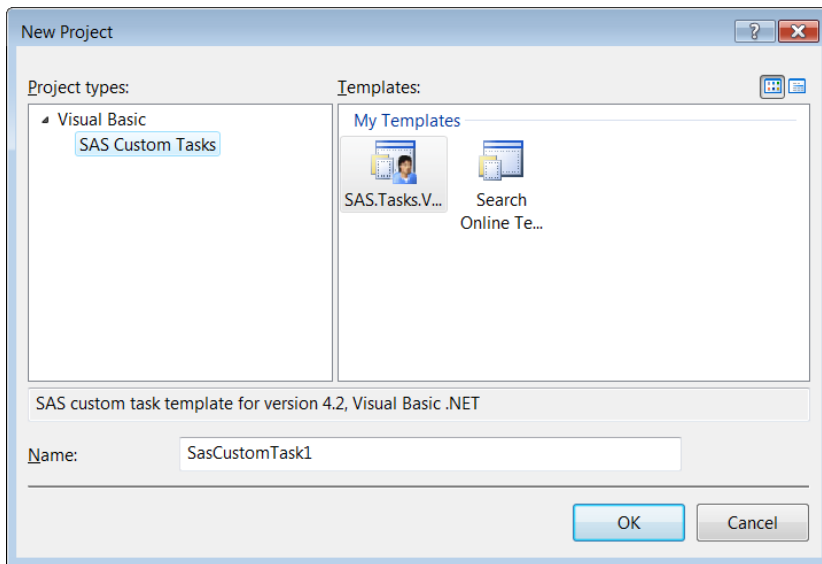 New Project
Project types:
Templates:
Visual Basic
SAS Custom Tasks
My Templates
SAS.Tasks.V...
Search
Online Te...
SAS custom task template for version 4.2, Visual Basic .NET
Name:
SasCustomTask1
OK
Cancel